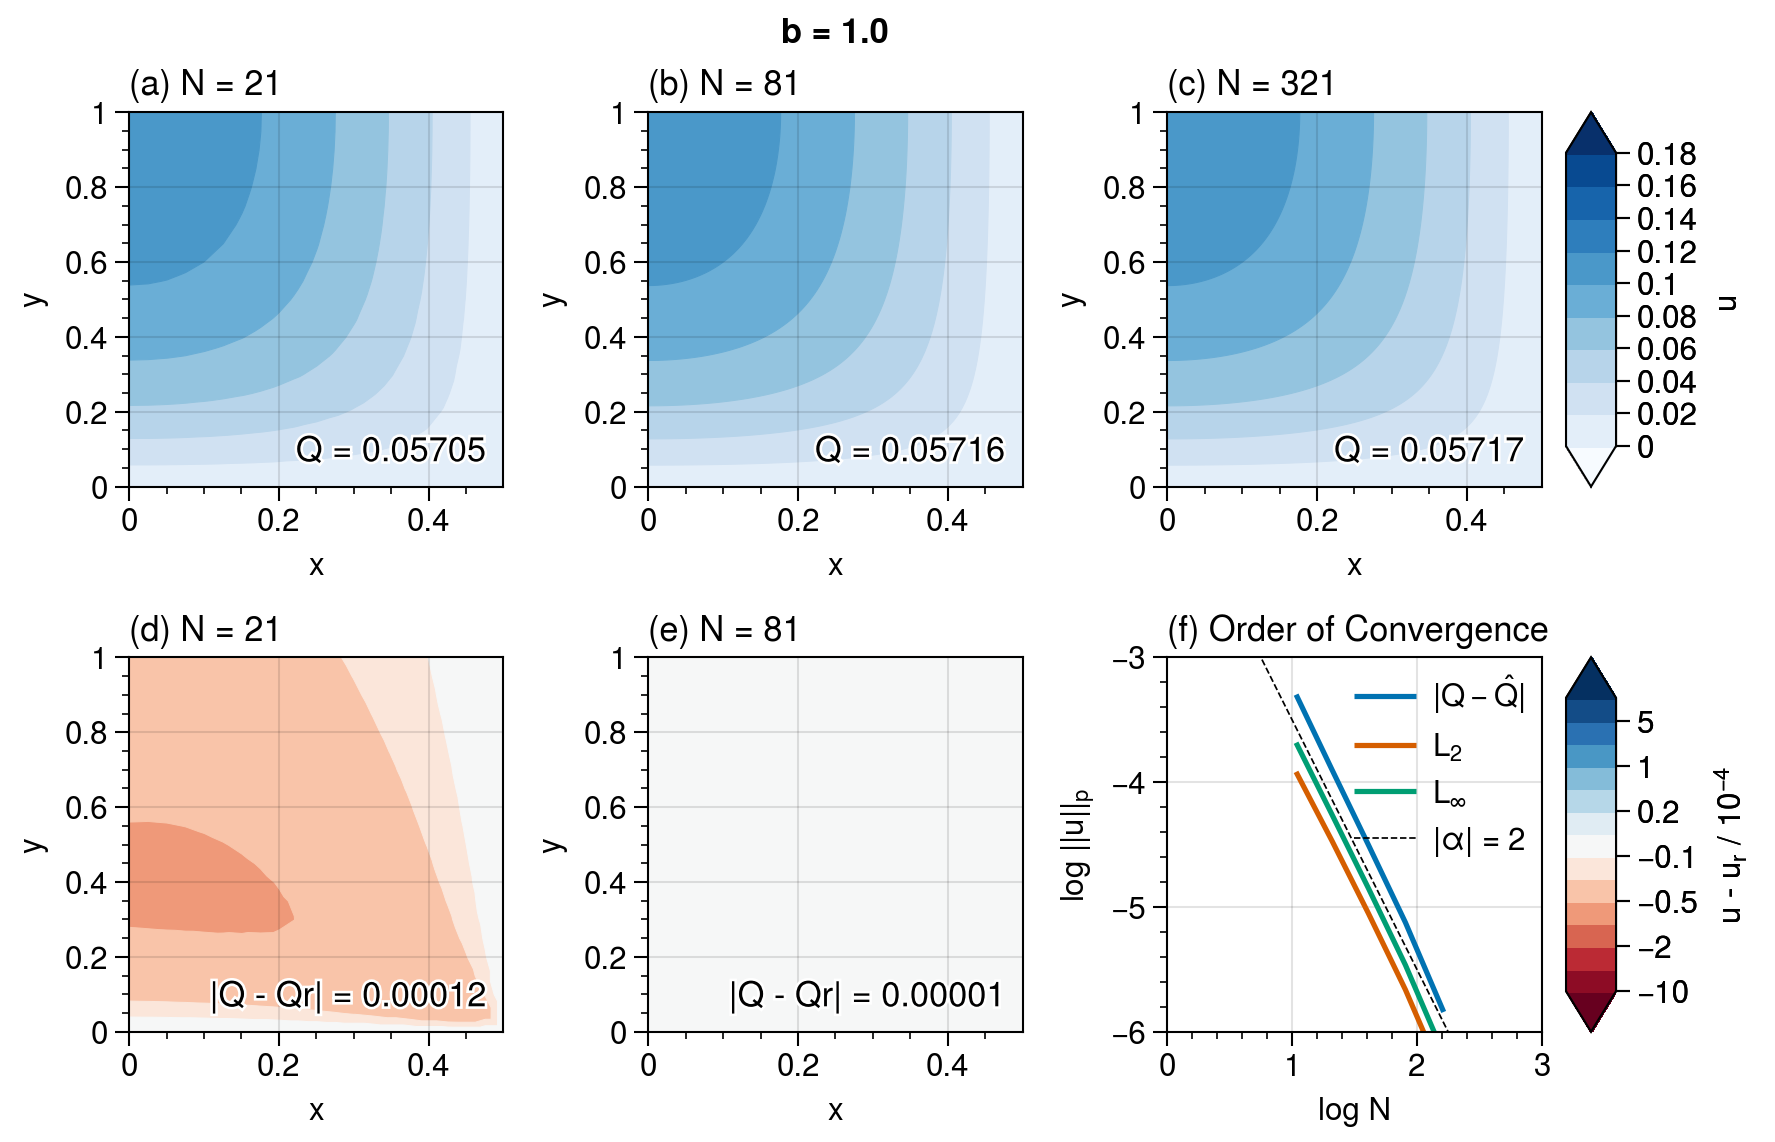 b = 1.0
(a) N = 21
(b) N = 81
(c) N = 321
1
0.8
0.6
0.4
0.2
0
y
Q = 0.05705
0
0.2
0.4
x
1
0.8
0.6
0.4
0.2
0
y
Q = 0.05716
0
0.2
0.4
x
1
0.8
0.6
0.4
0.2
0
y
Q = 0.05717
0
0.2
0.4
x
0.18
0.16
0.14
0.12
0.1
0.08
0.06
0.04
0.02
0
u
(d) N = 21
(e) N = 81
(f) Order of Convergence
1
0.8
0.6
0.4
0.2
0
y
|Q - Qr| = 0.00012
0
0.2
0.4
x
1
0.8
0.6
0.4
0.2
0
y
|Q - Qr| = 0.00001
0
0.2
0.4
x
−3
−4
−5
−6
log ||u||ₚ
|Q − Q̂|
L₂
L∞
|α| = 2
0
1
2
3
log N
5
1
0.2
−0.1
−0.5
−2
−10
u - uᵣ / 10⁻⁴